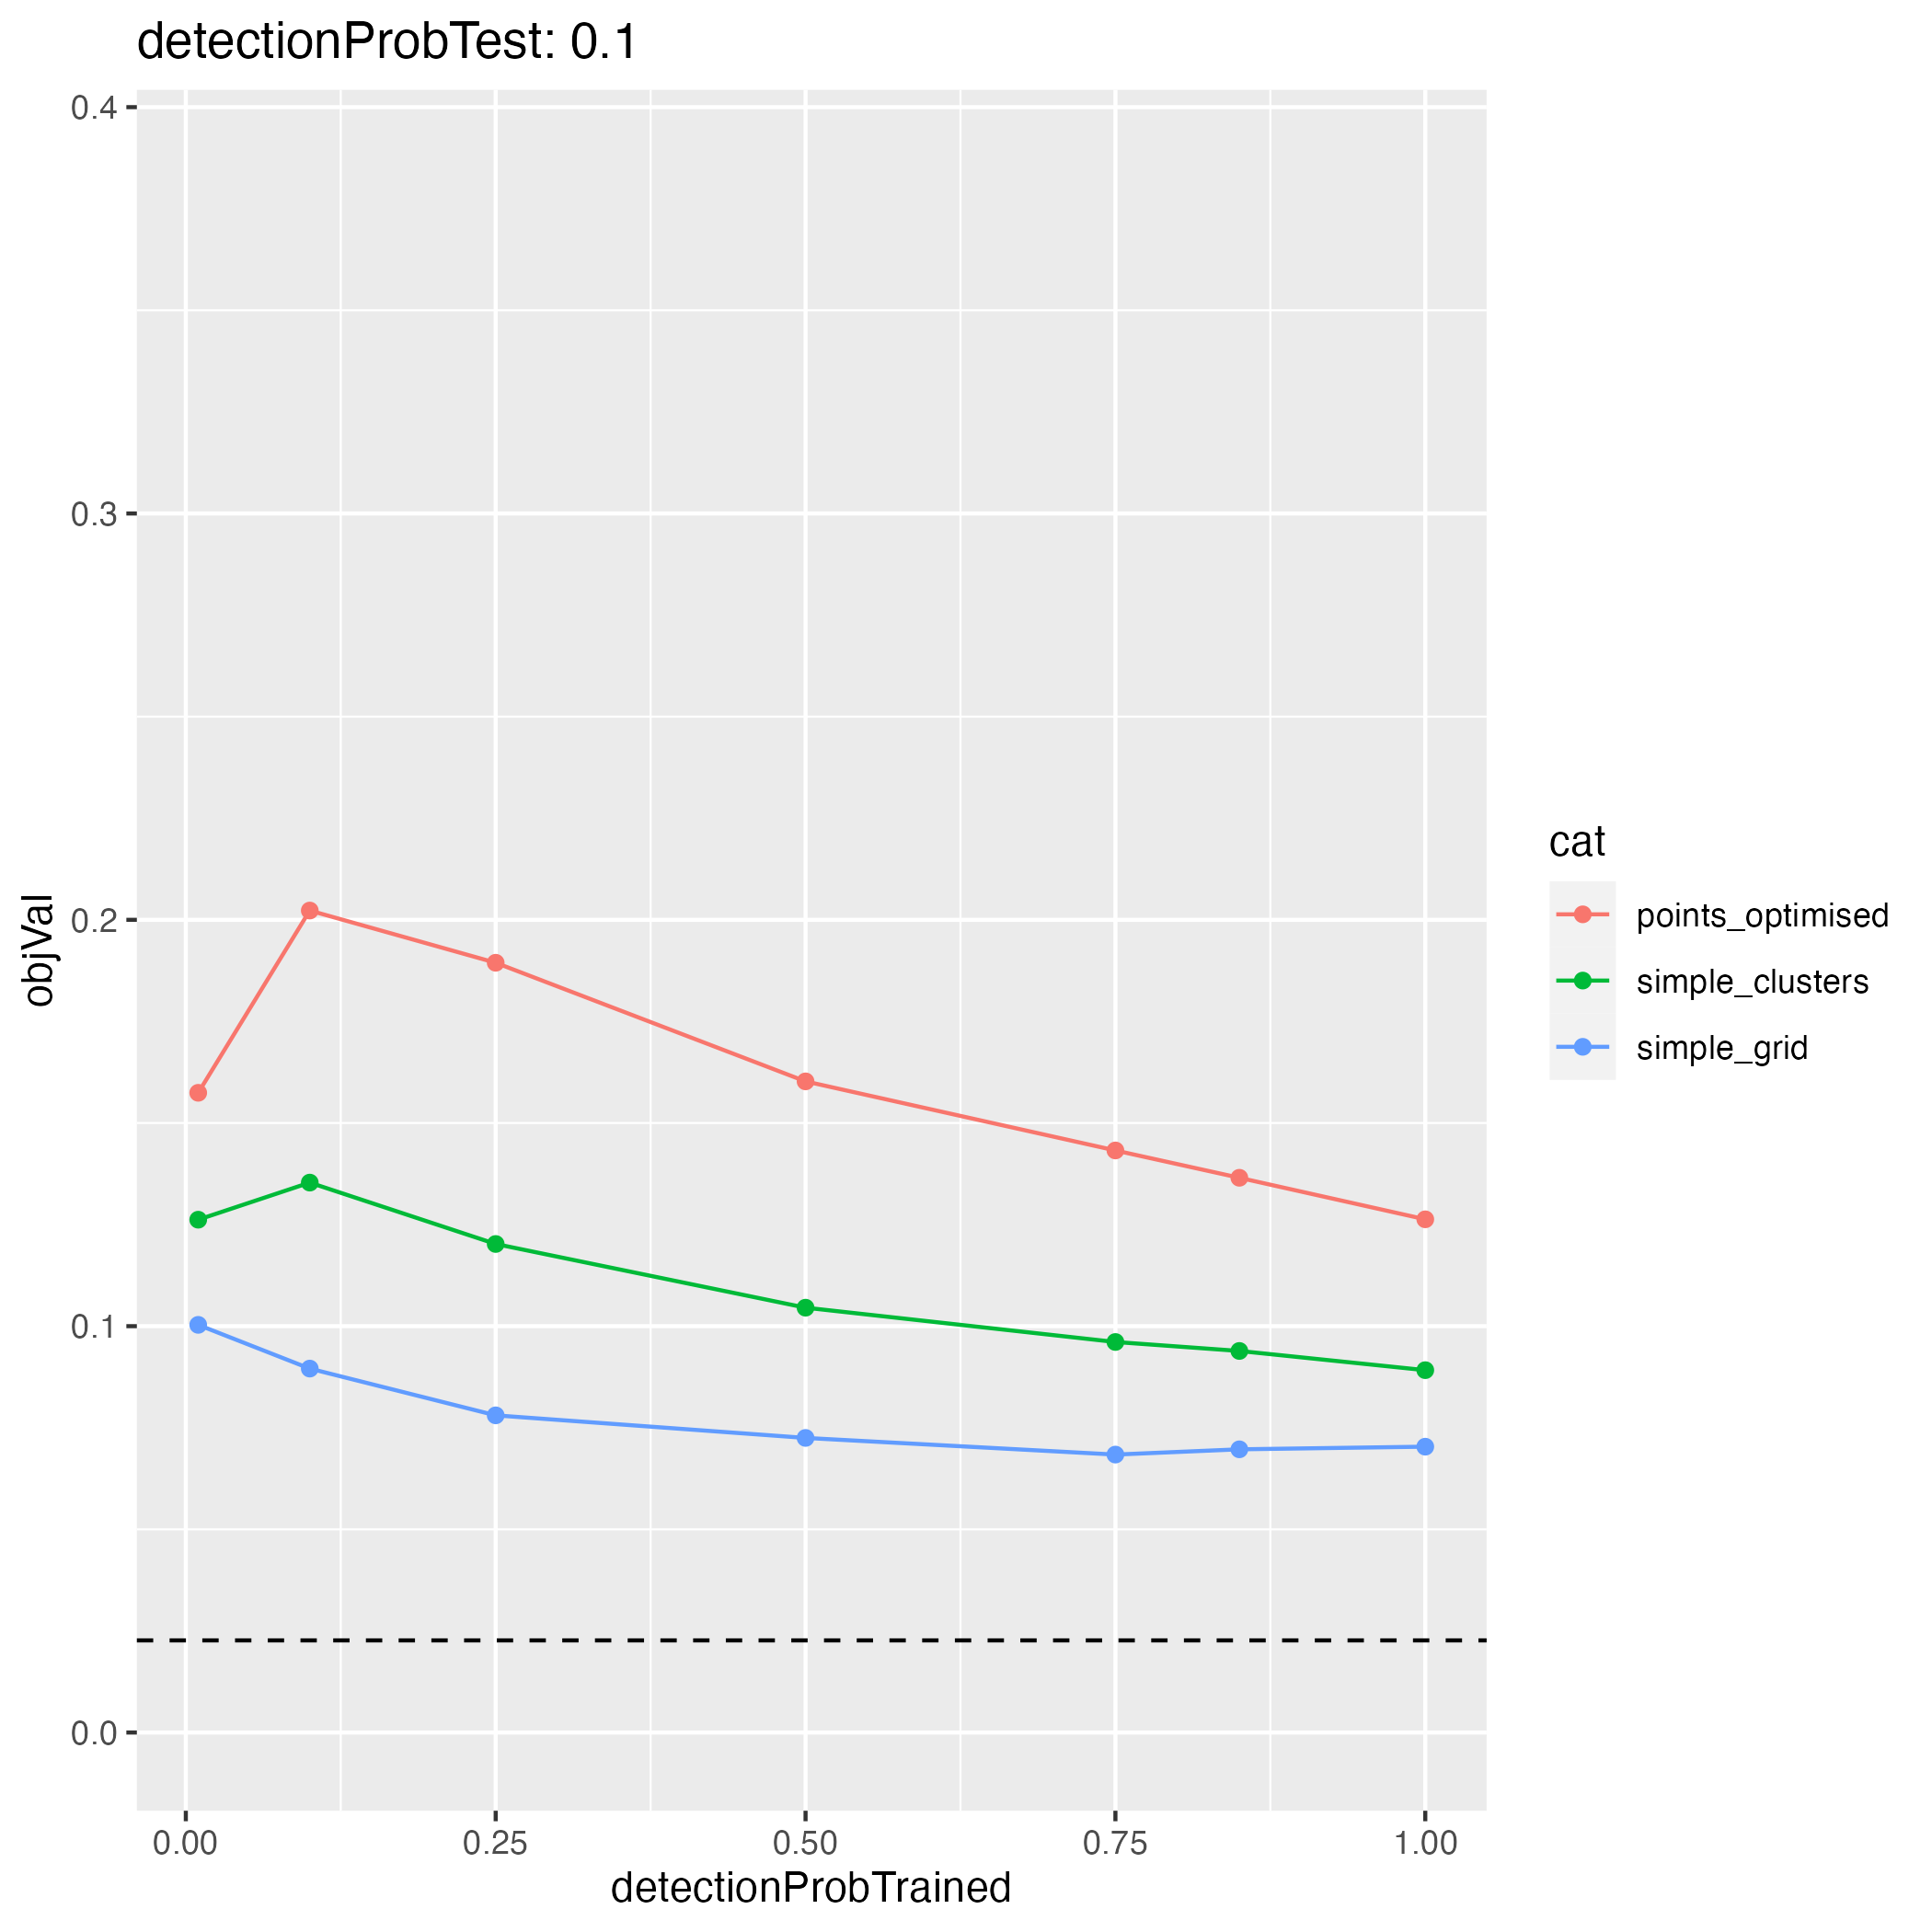 detectionProbTest: 0.1
0.4
0.3
0.2
0.1
0.0
objVal
0.00 0.25 0.50 0.75 1.00
detectionProbTrained
cat
points_optimised
simple_clusters
simple_grid